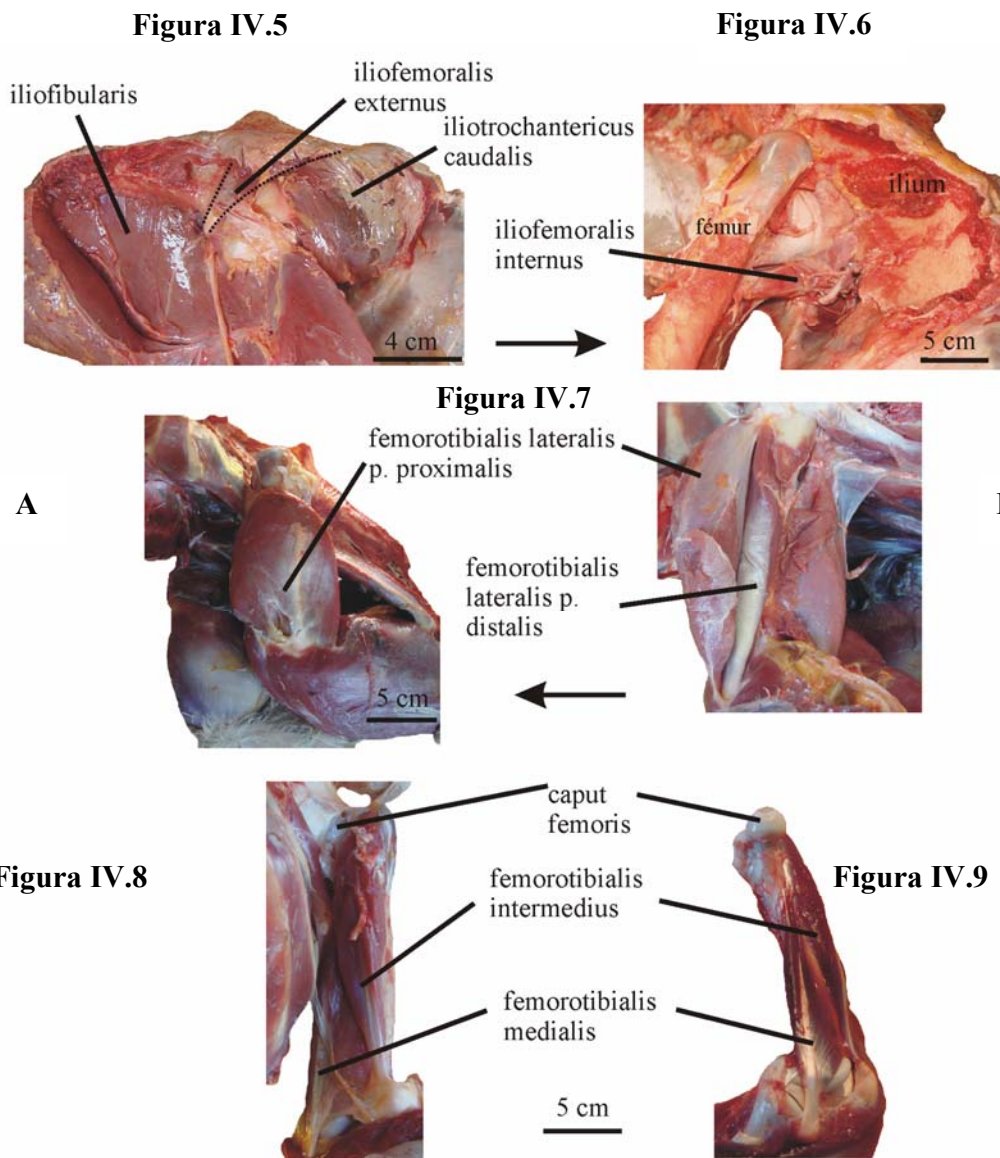 Figura IV.5
Figura IV.6
iliofibularis
iliofemoralis
externus
iliotrochantericus
caudalis
ilium
fémur
iliofemoralis
internus
4 cm
5 cm
Figura IV.7
femorotibialis lateralis
p. proximalis
A
femorotibialis
lateralis p.
distalis
5 cm
caput
femoris
Figura IV.8
femorotibialis
intermedius
Figura IV.9
femorotibialis
medialis
5 cm